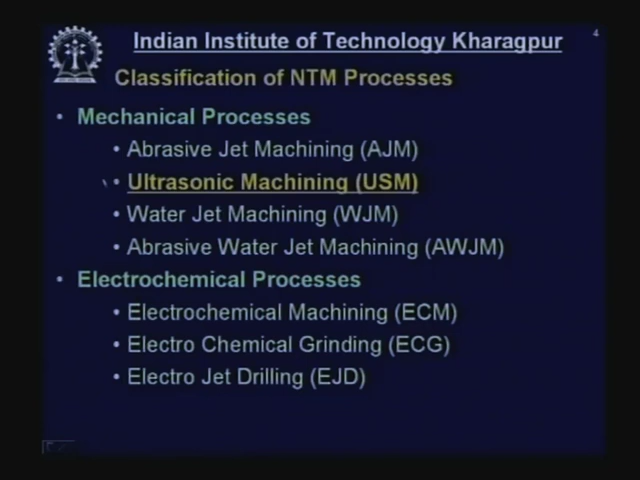 Indian Institute of Technology Kharagpur
4
Classification of NTM Processes
• Mechanical Processes
• Abrasive Jet Machining (AJM)
• Ultrasonic Machining (USM)
• Water Jet Machining (WJM)
• Abrasive Water Jet Machining (AWJM)
• Electrochemical Processes
• Electrochemical Machining (ECM)
• Electro Chemical Grinding (ECG)
• Electro Jet Drilling (EJD)